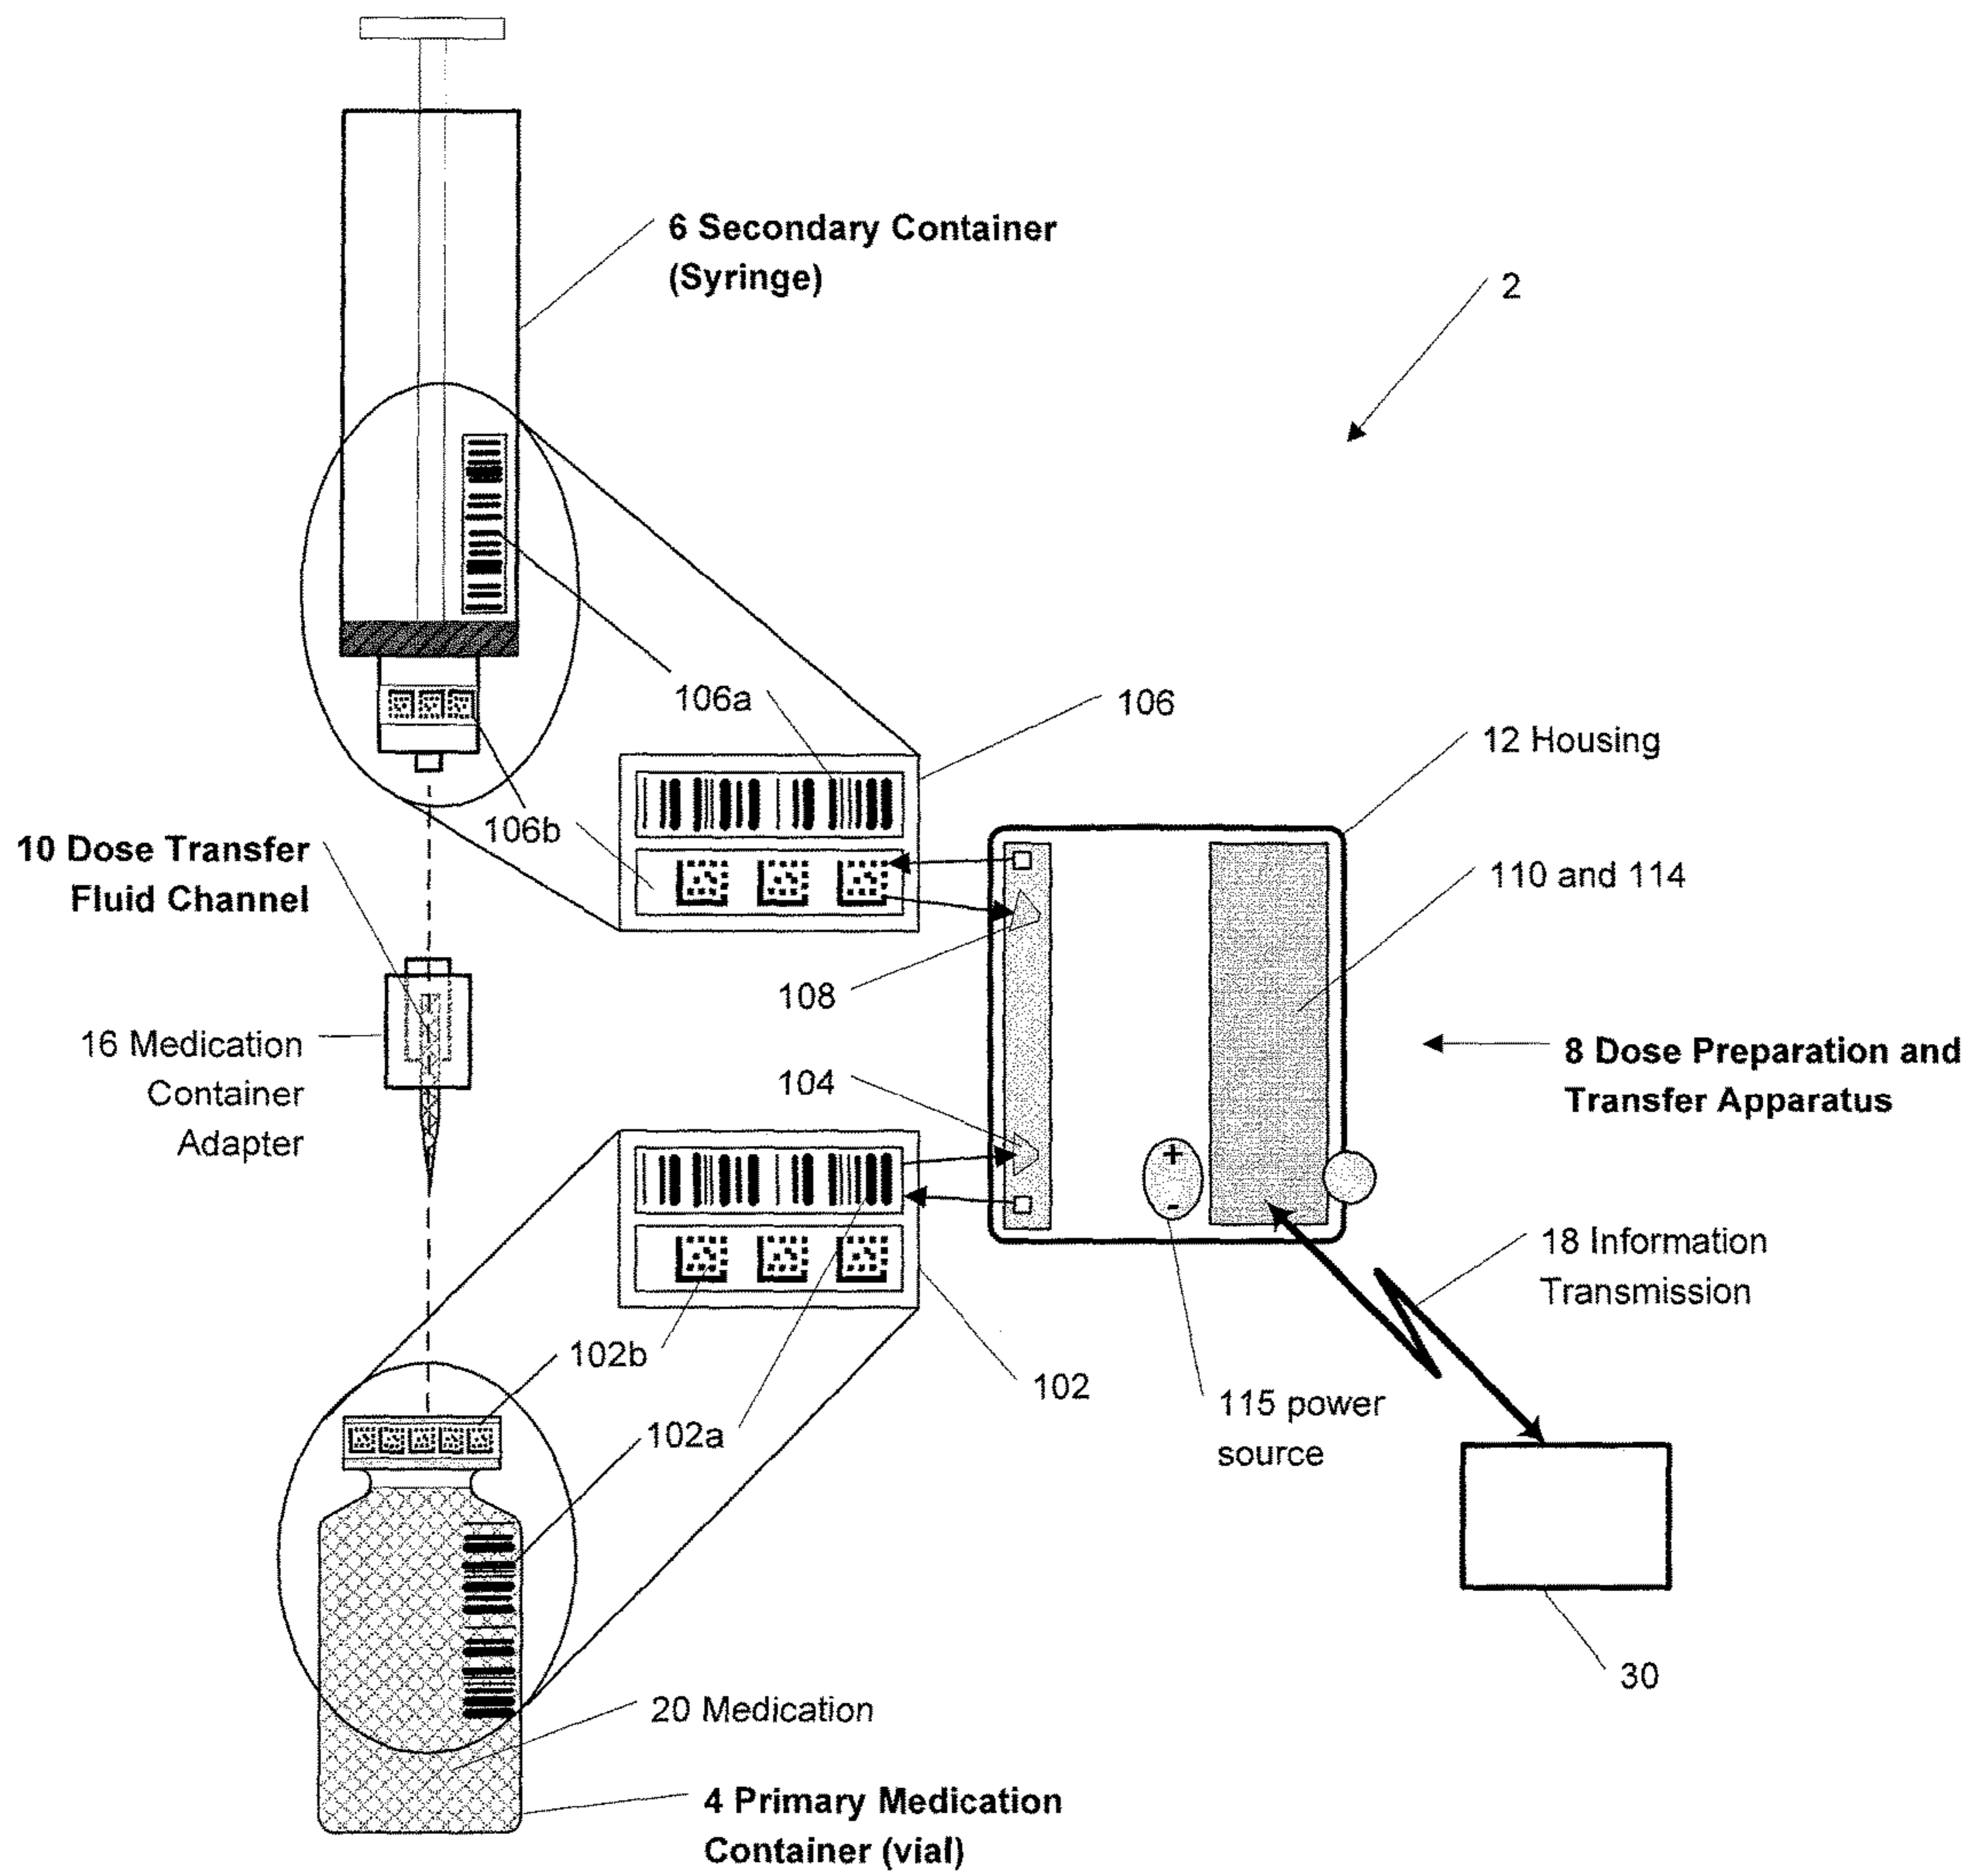 6 Secondary Container
(Syringe)
2
106a
106
12 Housing
106b
10 Dose Transfer
Fluid Channel
110 and 114
108
16 Medication
Container
Adapter
104
8 Dose Preparation and
Transfer Apparatus
+
-
18 Information
Transmission
102b
102
115 power
source
102a
30
20 Medication
4 Primary Medication
Container (vial)